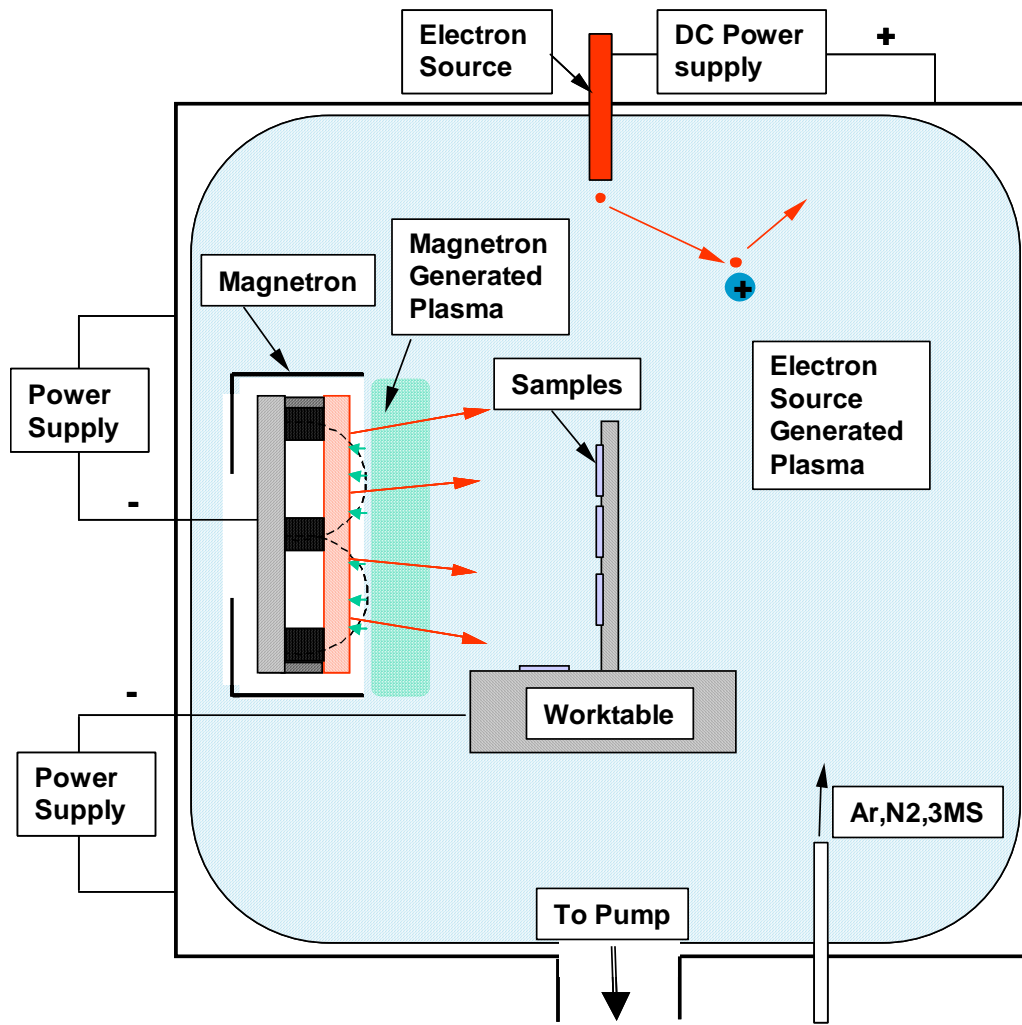 Electron
Source
DC Power
supply
+
Magnetron
Generated
Plasma
Magnetron
+
Power
Supply
Samples
Electron
Source
Generated
Plasma
-
-
Worktable
Power
Supply
Ar,N2,3MS
To Pump